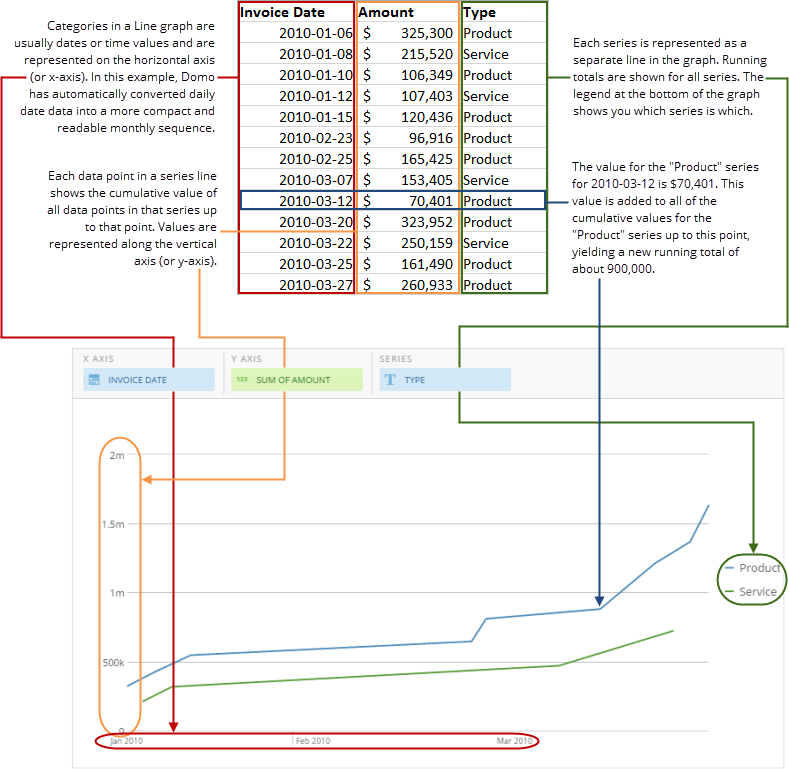 Categories in a Line graph are
usually dates or time values and are
represented on the horizontal axis
(or x-axis). In this example, Domo
has automatically converted daily
date data into a more compact and
readable monthly sequence.
Each data point in a series line
shows the cumulative value of
all data points in that series up
to that point. Values are
represented along the vertical
axis (or y-axis).
Invoice Date Amount Type
2010-01-06 $ 325,300 Product
2010-01-08 $ 215,520 Service
2010-01-10 $ 106,349 Product
2010-01-12 $ 107,403 Service
2010-01-15 $ 120,436 Product
2010-02-23 $ 96,916 Product
2010-02-25 $ 165,425 Product
2010-03-07 $ 153,405 Service
2010-03-12 $ 70,401 Product
2010-03-20 $ 323,952 Product
2010-03-22 $ 250,159 Service
2010-03-25 $ 161,490 Product
2010-03-27 $ 260,933 Product
Each series is represented as a
separate line in the graph. Running
totals are shown for all series. The
legend at the bottom of the graph
shows you which series is which.
The value for the "Product" series
for 2010-03-12 is $70,401. This
value is added to all of the
cumulative values for the
"Product" series up to this point,
yielding a new running total of
about 900,000.
X AXIS Y AXIS SERIES
INVOICE DATE 123 SUM OF AMOUNT T TYPE
2m
1.5m
1m
500k
0
Product
Service
Jan 2010 Feb 2010 Mar 2010